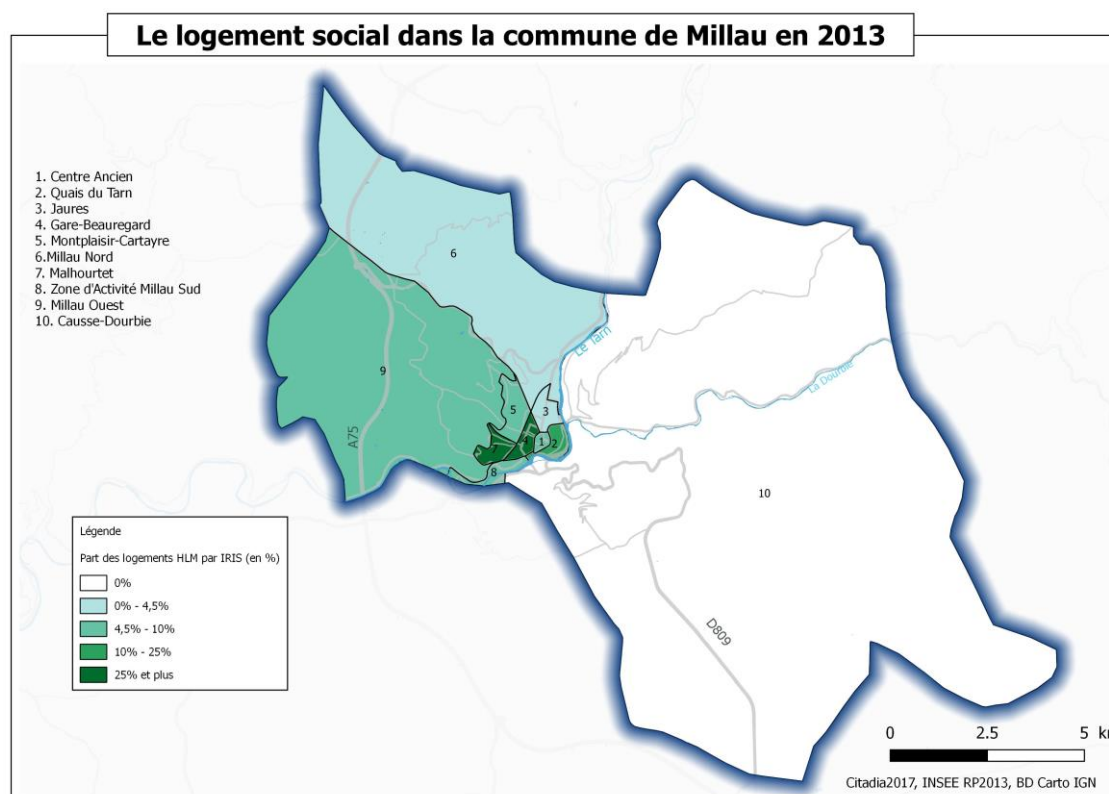 Le logement social dans la commune de Millau en 2013
1. Centre Ancien
2. Quais du Tarn
3. Jaures
4. Gare-Beauregard
5. Montplaisir-Cartayre
6.Millau Nord
7. Malhourtet
8. Zone d'Activité Millau Sud
9. Millau Ouest
10. Causse-Dourbie
6
Le Tarn
La Dourbie
9
5
3
A75
7
4
1
2
8
10
D809
Légende
Part des logements HLM par IRIS (en %)
0%
0% - 4,5%
4,5% - 10%
10% - 25%
25% et plus
0 2.5 5 km
Citadia2017, INSEE RP2013, BD Carto IGN